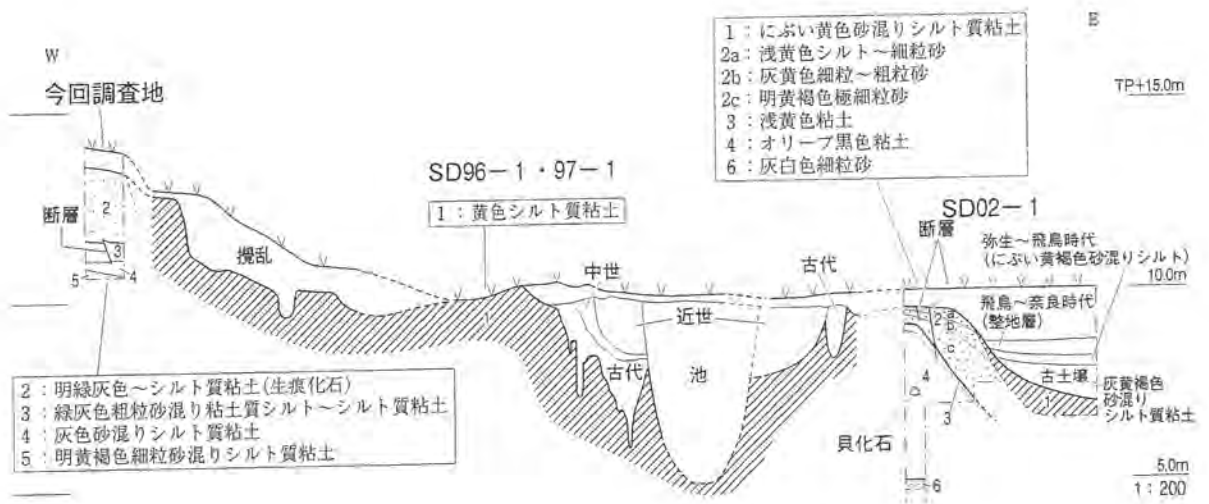 W
今回調査地
断層
2
3
5
4
攪乱
2：明緑灰色～シルト質粘土(生痕化石)
3：緑灰色粗粒砂混り粘土質シルト～シルト質粘土
4：灰色砂混りシルト質粘土
5：明黄褐色細粒砂混りシルト質粘土
SD96－1・97－1
1：黄色シルト質粘土
1
中世
近世
古代
池
古代
1：にぶい黄色砂混りシルト質粘土
2a：浅黄色シルト～細粒砂
2b：灰黄色細粒～粗粒砂
2c：明黄褐色極細粒砂
3：浅黄色粘土
4：オリーブ黒色粘土
6：灰白色細粒砂
E
TP+15.0m
SD02－1
断層
弥生～飛鳥時代
(にぶい黄褐色砂混りシルト)
10.0m
飛鳥～奈良時代
(整地層)
2
a
b
c
4
3
古土壌
1
灰黄褐色
砂混り
シルト質粘土
貝化石
6
5.0m
1：200